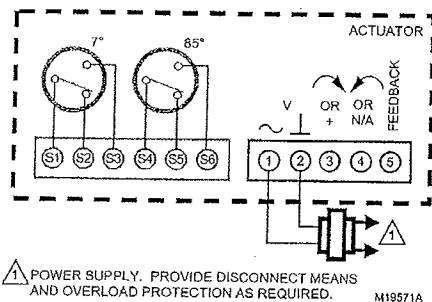 ACTUATOR
7° 85°
V OR + OR N/A FEEDBACK
S1 S2 S3 S4 S5 S6 1 2 3 4 5
1
1 POWER SUPPLY. PROVIDE DISCONNECT MEANS
AND OVERLOAD PROTECTION AS REQUIRED.
M19571A